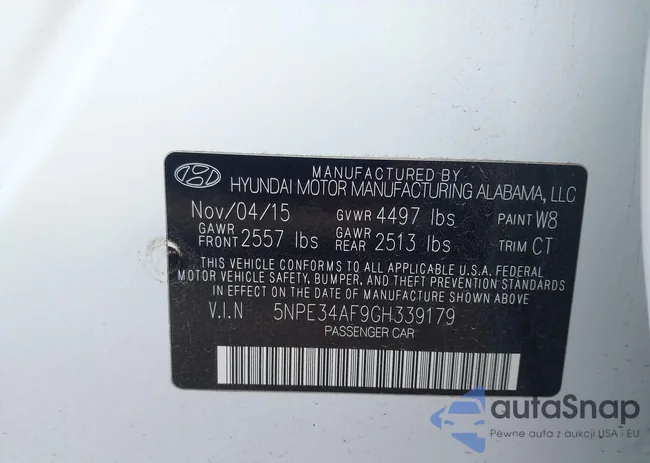 MANUFACTURED BY
HYUNDAI MOTOR MANUFACTURING ALABAMA, LLC
Nov/04/15 GVWR 4497 lbs PAINT W8
GAWR FRONT 2557 lbs GAWR REAR 2513 lbs TRIM CT
THIS VEHICLE CONFORMS TO ALL APPLICABLE U.S.A. FEDERAL
MOTOR VEHICLE SAFETY, BUMPER, AND THEFT PREVENTION STANDARDS
IN EFFECT ON THE DATE OF MANUFACTURE SHOWN ABOVE
V.I.N 5NPE34AF9GH339179
PASSENGER CAR
autaSnap
Pewne auta z aukcji USA i EU